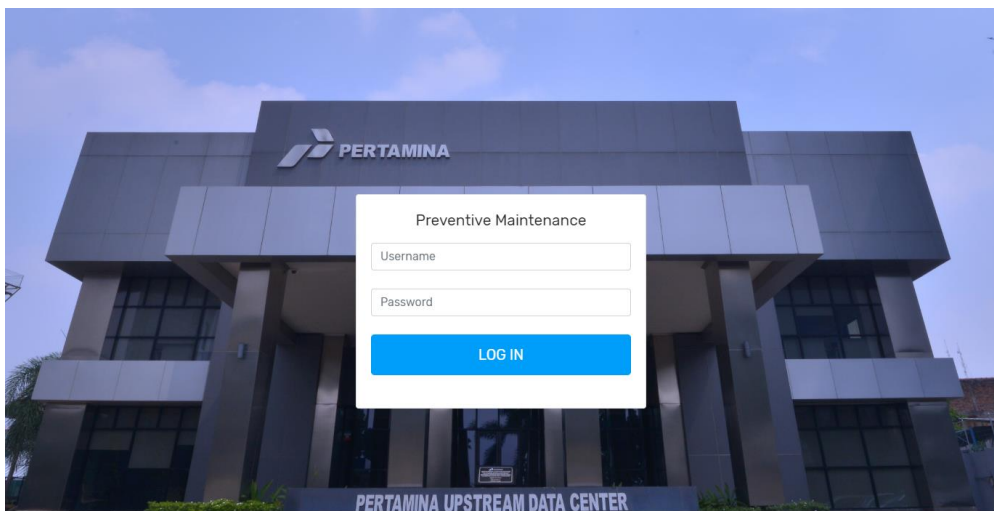 PERTAMINA
Preventive Maintenance
Username
Password
LOG IN
PERTAMINA UPSTREAM DATA CENTER